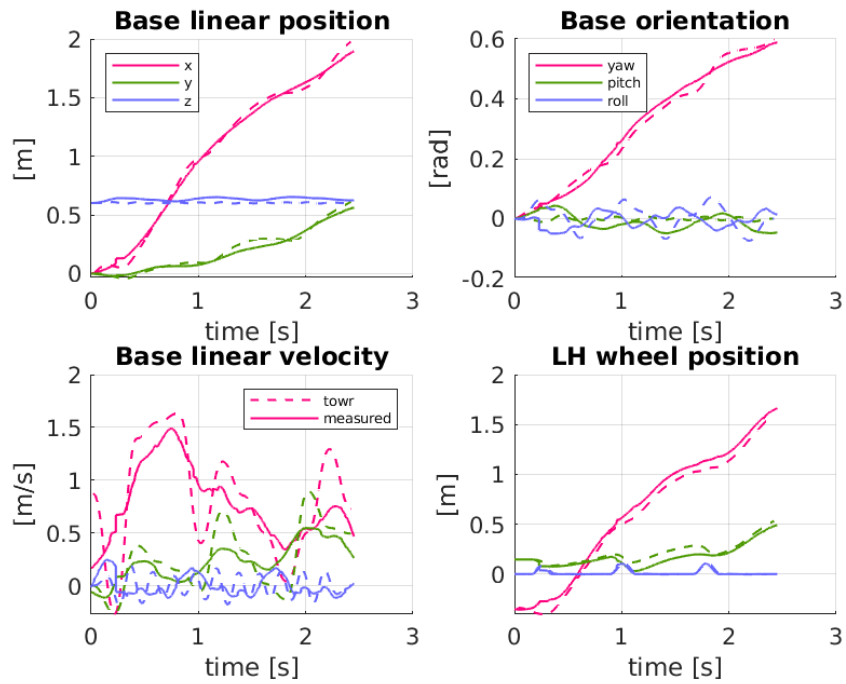 Base linear position
2
1.5
1
0.5
0
[m]
x
y
z
0 1 2 3
time [s]
Base orientation
0.6
0.4
0.2
0
-0.2
[rad]
yaw
pitch
roll
0 1 2 3
time [s]
Base linear velocity
2
1.5
1
0.5
0
[m/s]
towr
measured
0 1 2 3
time [s]
LH wheel position
2
1.5
1
0.5
0
[m]
0 1 2 3
time [s]